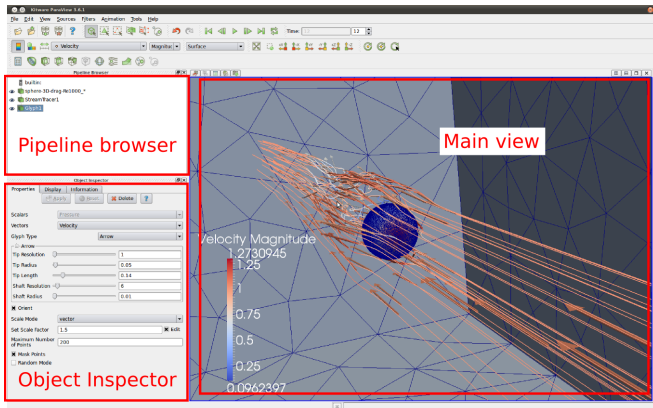 Kitware ParaView 3.6.1
File Edit View Sources Filters Animation Tools Help
Time: 12
Velocity Magnitude Surface
Pipeline Browser
builtin:
sphere-3D-drag-Re1000_*
StreamTracer1
Glyph1
Pipeline browser
Main view
Object Inspector
Properties Display Information
Apply Reset Delete ?
Scalars Pressure
Vectors Velocity
Glyph Type Arrow
Arrow
Tip Resolution 1
Tip Radius 0.05
Tip Length 0.14
Shaft Resolution 6
Shaft Radius 0.01
Orient
Scale Mode vector
Set Scale Factor 1.5 Edit
Maximum Number of Points 200
Mask Points
Random Mode
Object Inspector
Velocity Magnitude
1.2730945
1.25
1
0.75
0.5
0.25
0.0962397